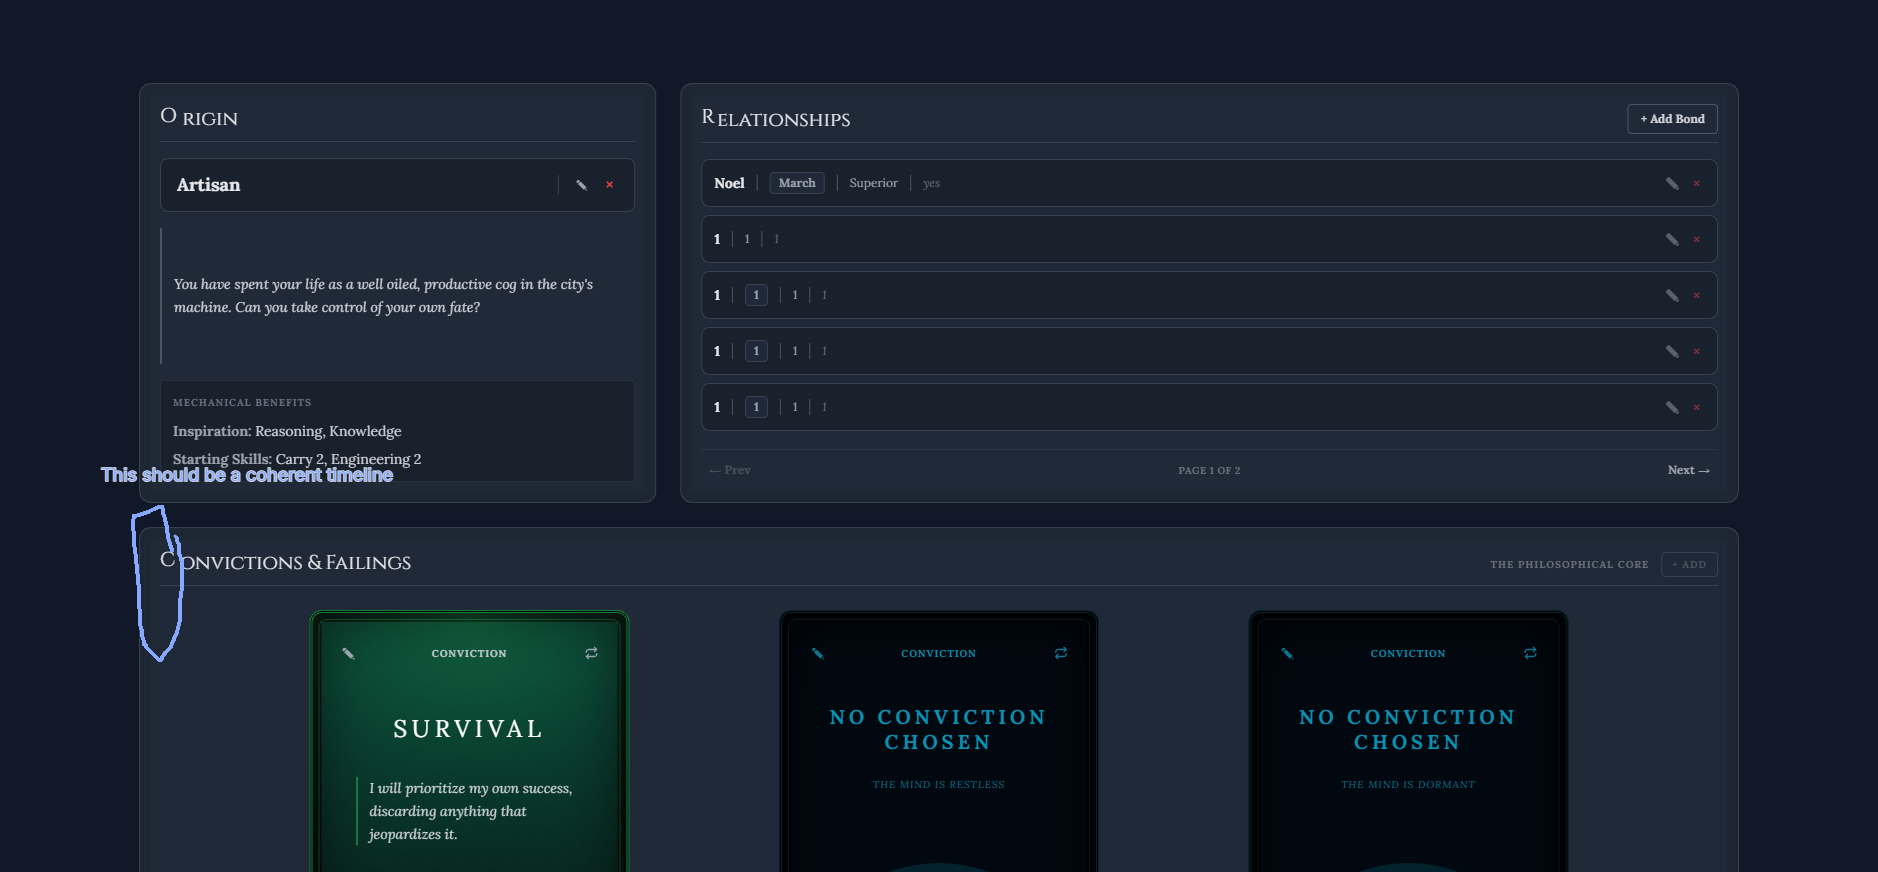 ORIGIN
Artisan
×
You have spent your life as a well oiled, productive cog in the city's
machine. Can you take control of your own fate?
MECHANICAL BENEFITS
Inspiration: Reasoning, Knowledge
Starting Skills: Carry 2, Engineering 2
This should be a coherent timeline
RELATIONSHIPS
+ Add Bond
Noel | March | Superior | yes ×
1 | 1 | 1 ×
1 | 1 | 1 | 1 ×
1 | 1 | 1 | 1 ×
1 | 1 | 1 | 1 ×
← Prev
PAGE 1 OF 2
Next →
CONVICTIONS & FAILINGS
THE PHILOSOPHICAL CORE
+ ADD
CONVICTION
SURVIVAL
I will prioritize my own success,
discarding anything that
jeopardizes it.
CONVICTION
NO CONVICTION
CHOSEN
THE MIND IS RESTLESS
CONVICTION
NO CONVICTION
CHOSEN
THE MIND IS DORMANT